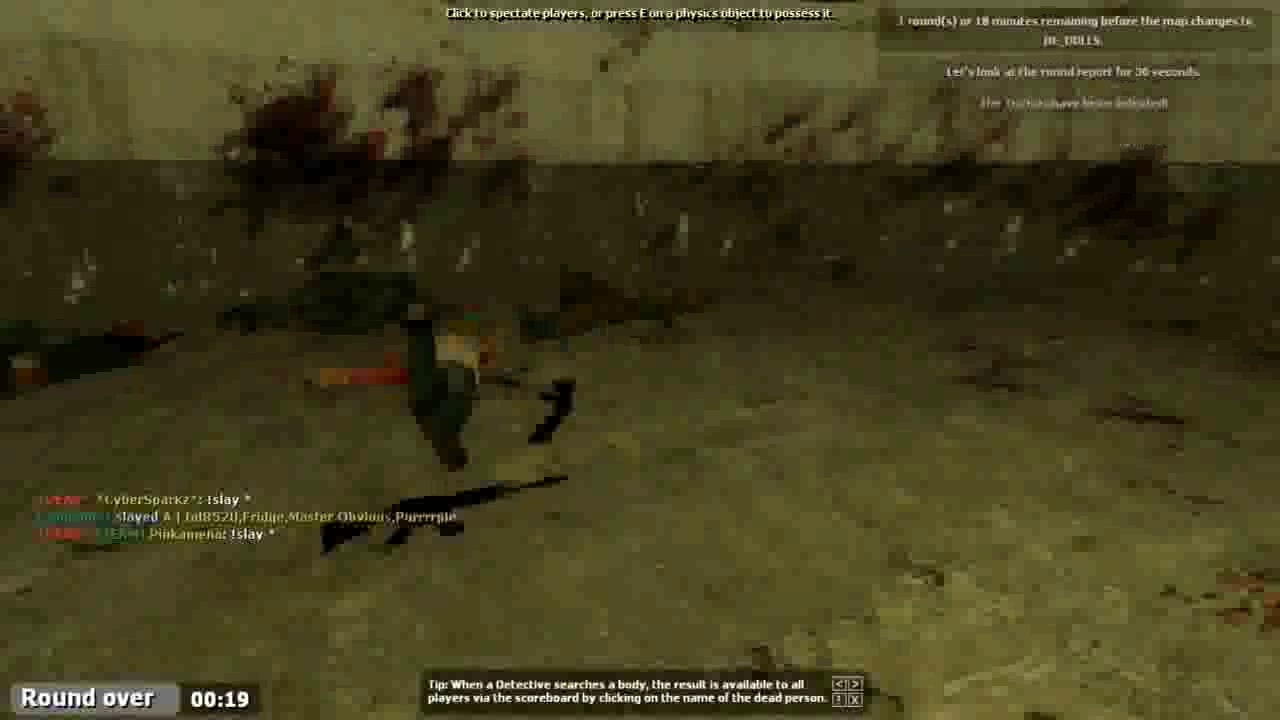 Click to spectate players, or press E on a physics object to possess it.
1 round(s) or 18 minutes remaining before the map changes to
Let's look at the round report for 30 seconds.
have been defeated!
*CyberSparkz*: !slay *
slayed A
Fridge,Master Obvious,Purrrrple
Pinkamena: !slay *
Round over 00:19
Tip: When a Detective searches a body, the result is available to all
players via the scoreboard by clicking on the name of the dead person.